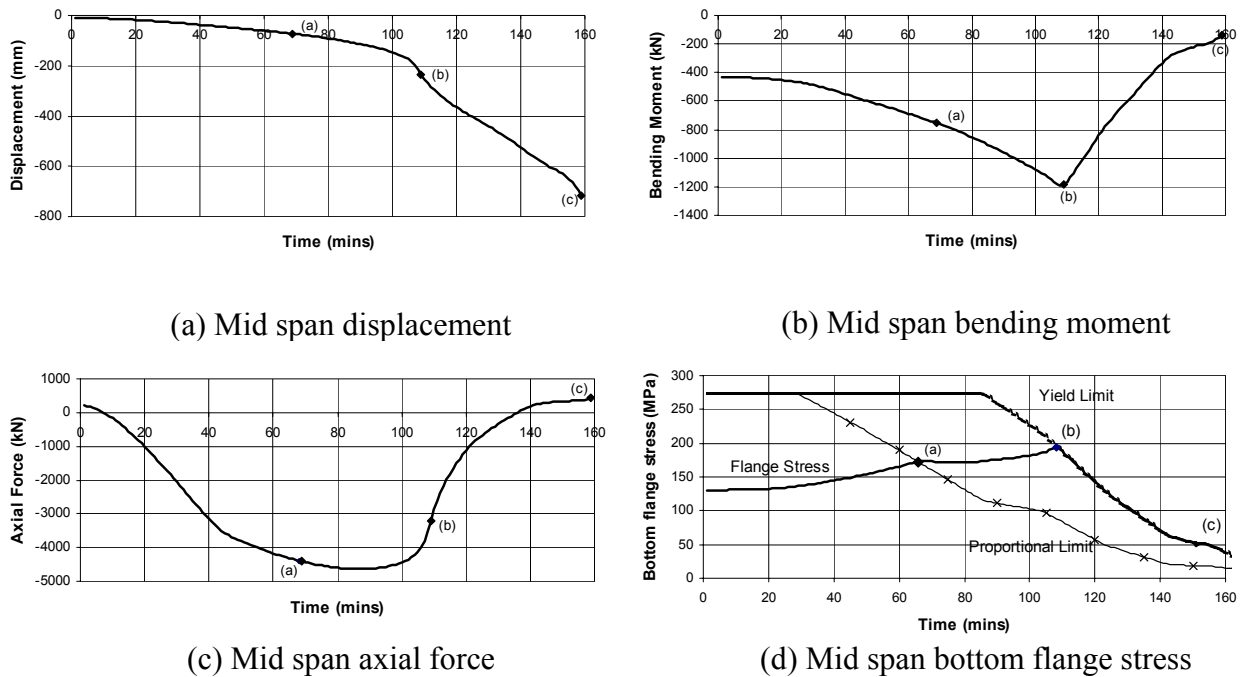 0
-200
-400
-600
-800
0 20 40 60 80 100 120 140 160
(a)
(b)
(c)
Displacement (mm)
Time (mins)
(a) Mid span displacement
0
-200
-400
-600
-800
-1000
-1200
-1400
0 20 40 60 80 100 120 140 160
(a)
(b)
(c)
Bending Moment (kN)
Time (mins)
(b) Mid span bending moment
1000
0
-1000
-2000
-3000
-4000
-5000
0 20 40 60 80 100 120 140 160
(a)
(b)
(c)
Axial Force (kN)
Time (mins)
(c) Mid span axial force
300
250
200
150
100
50
0
0 20 40 60 80 100 120 140 160
Yield Limit
(a)
(b)
(c)
Flange Stress
Proportional Limit
Bottom flange stress (MPa)
Time (mins)
(d) Mid span bottom flange stress